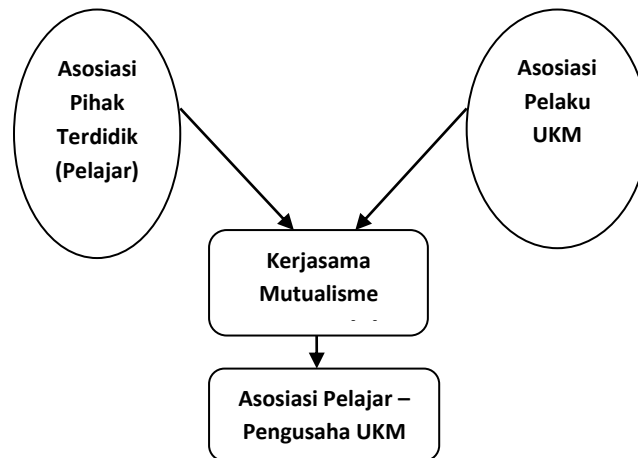 Asosiasi
Pihak
Terdidik
(Pelajar)
Asosiasi
Pelaku
UKM
Kerjasama
Mutualisme
Asosiasi Pelajar –
Pengusaha UKM